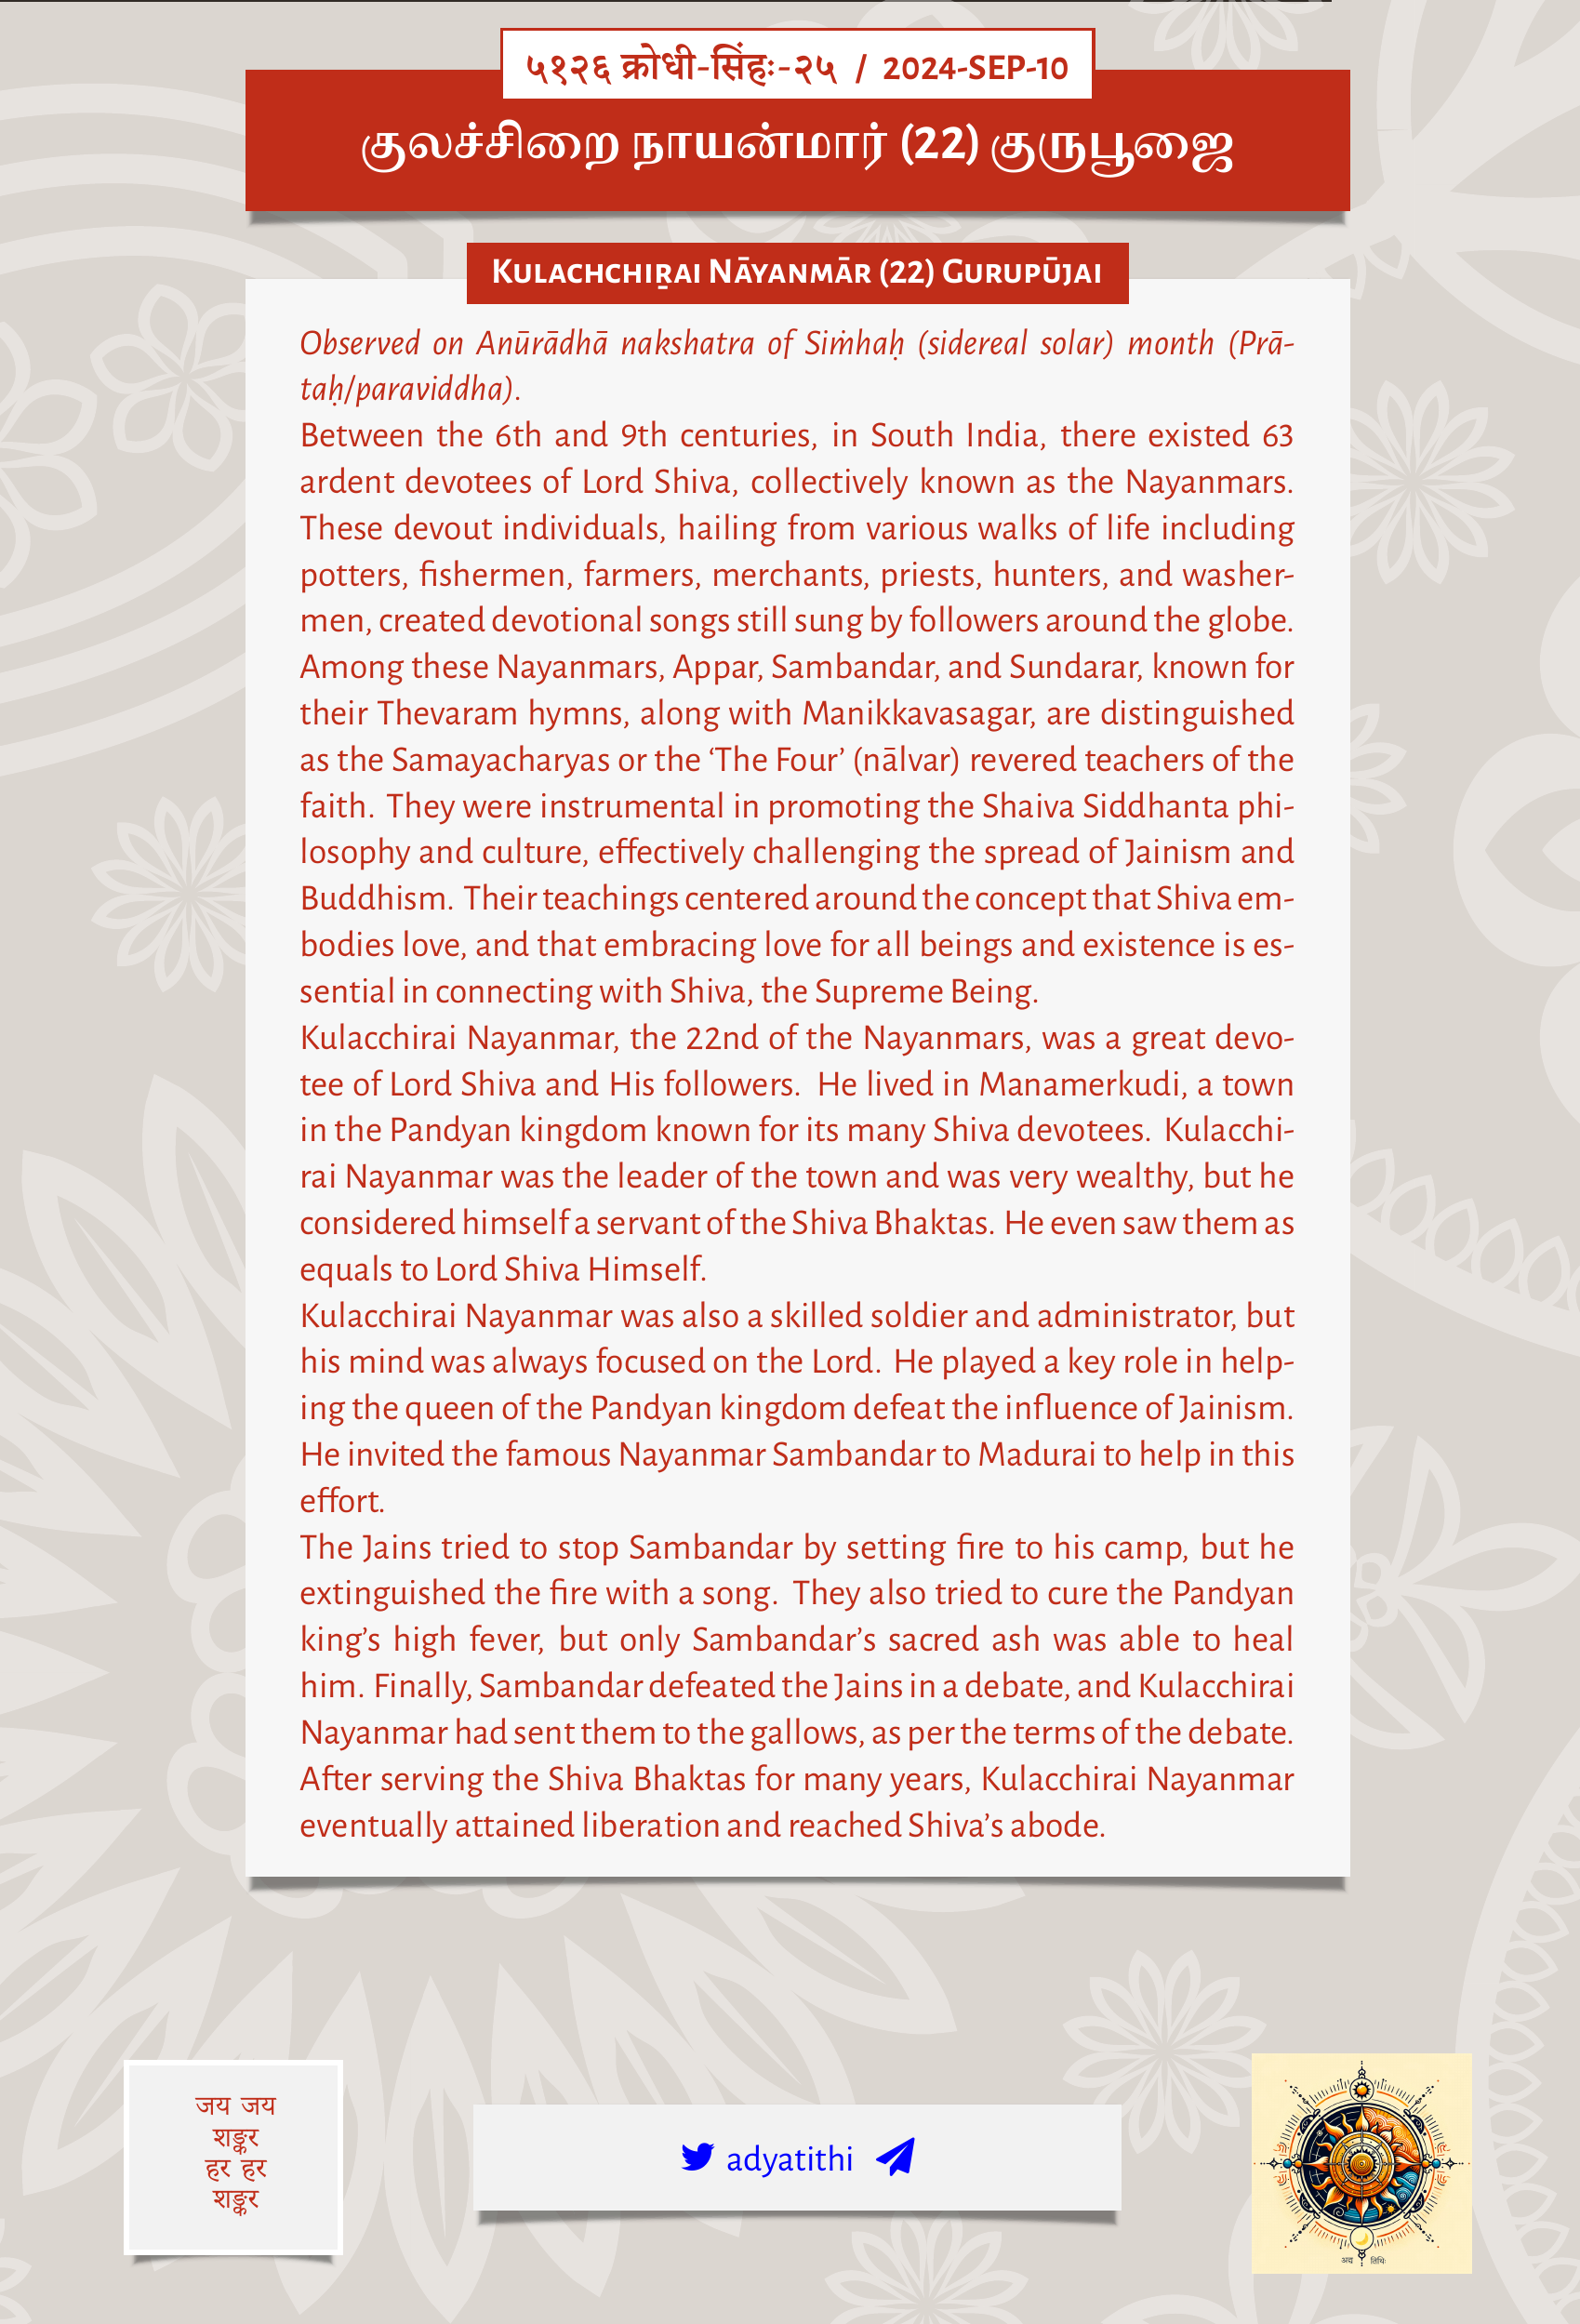 ५१२६ क्रोधी-सिंहः-२५ / 2024-SEP-10
குலச்சிறை நாயன்மார் (22) குருபூஜை
Kulachchiṟai Nāyanmār (22) Gurupūjai
Observed on Anūrādhā nakshatra of Siṁhaḥ (sidereal solar) month (Prā-
taḥ/paraviddha).
Between the 6th and 9th centuries, in South India, there existed 63
ardent devotees of Lord Shiva, collectively known as the Nayanmars.
These devout individuals, hailing from various walks of life including
potters, fishermen, farmers, merchants, priests, hunters, and washer-
men, created devotional songs still sung by followers around the globe.
Among these Nayanmars, Appar, Sambandar, and Sundarar, known for
their Thevaram hymns, along with Manikkavasagar, are distinguished
as the Samayacharyas or the ‘The Four’ (nālvar) revered teachers of the
faith. They were instrumental in promoting the Shaiva Siddhanta phi-
losophy and culture, effectively challenging the spread of Jainism and
Buddhism. Their teachings centered around the concept that Shiva em-
bodies love, and that embracing love for all beings and existence is es-
sential in connecting with Shiva, the Supreme Being.
Kulacchirai Nayanmar, the 22nd of the Nayanmars, was a great devo-
tee of Lord Shiva and His followers. He lived in Manamerkudi, a town
in the Pandyan kingdom known for its many Shiva devotees. Kulacchi-
rai Nayanmar was the leader of the town and was very wealthy, but he
considered himself a servant of the Shiva Bhaktas. He even saw them as
equals to Lord Shiva Himself.
Kulacchirai Nayanmar was also a skilled soldier and administrator, but
his mind was always focused on the Lord. He played a key role in help-
ing the queen of the Pandyan kingdom defeat the influence of Jainism.
He invited the famous Nayanmar Sambandar to Madurai to help in this
effort.
The Jains tried to stop Sambandar by setting fire to his camp, but he
extinguished the fire with a song. They also tried to cure the Pandyan
king’s high fever, but only Sambandar’s sacred ash was able to heal
him. Finally, Sambandar defeated the Jains in a debate, and Kulacchirai
Nayanmar had sent them to the gallows, as per the terms of the debate.
After serving the Shiva Bhaktas for many years, Kulacchirai Nayanmar
eventually attained liberation and reached Shiva’s abode.
जय जय
शङ्कर
हर हर
शङ्कर
adyatithi
अद्य तिथिः